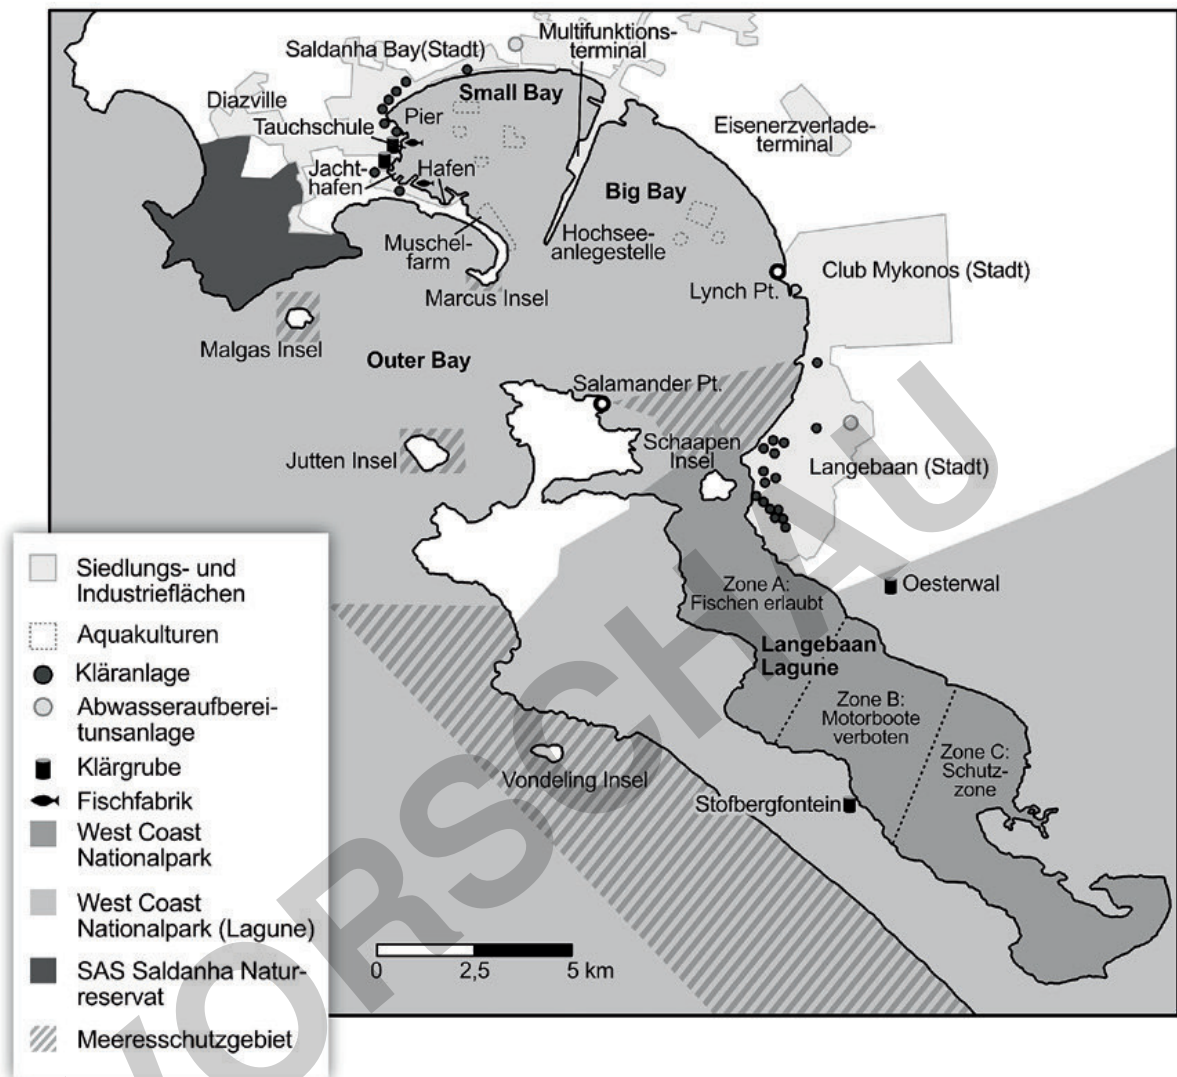 Multifunktions-
terminal
Saldanha Bay(Stadt)
Small Bay
Diazville
Pier
Tauchschule
Eisenerzverlade-
terminal
Jacht-
hafen
Hafen
Big Bay
Muschel-
farm
Hochsee-
anlegestelle
Club Mykonos (Stadt)
Lynch Pt.
Marcus Insel
Malgas Insel
Outer Bay
Salamander Pt.
Schaapen
Insel
Jutten Insel
Langebaan (Stadt)
Zone A:
Fischen erlaubt
Oesterwal
Langebaan
Lagune
Zone B:
Motorboote
verboten
Zone C:
Schutz-
zone
Vondeling Insel
Stofbergfontein
0 2,5 5 km
Siedlungs- und
Industrieflächen
Aquakulturen
Kläranlage
Abwasseraufberei-
tunsanlage
Klärgrube
Fischfabrik
West Coast
Nationalpark
West Coast
Nationalpark (Lagune)
SAS Saldanha Natur-
reservat
Meeresschutzgebiet
VORSCHAU